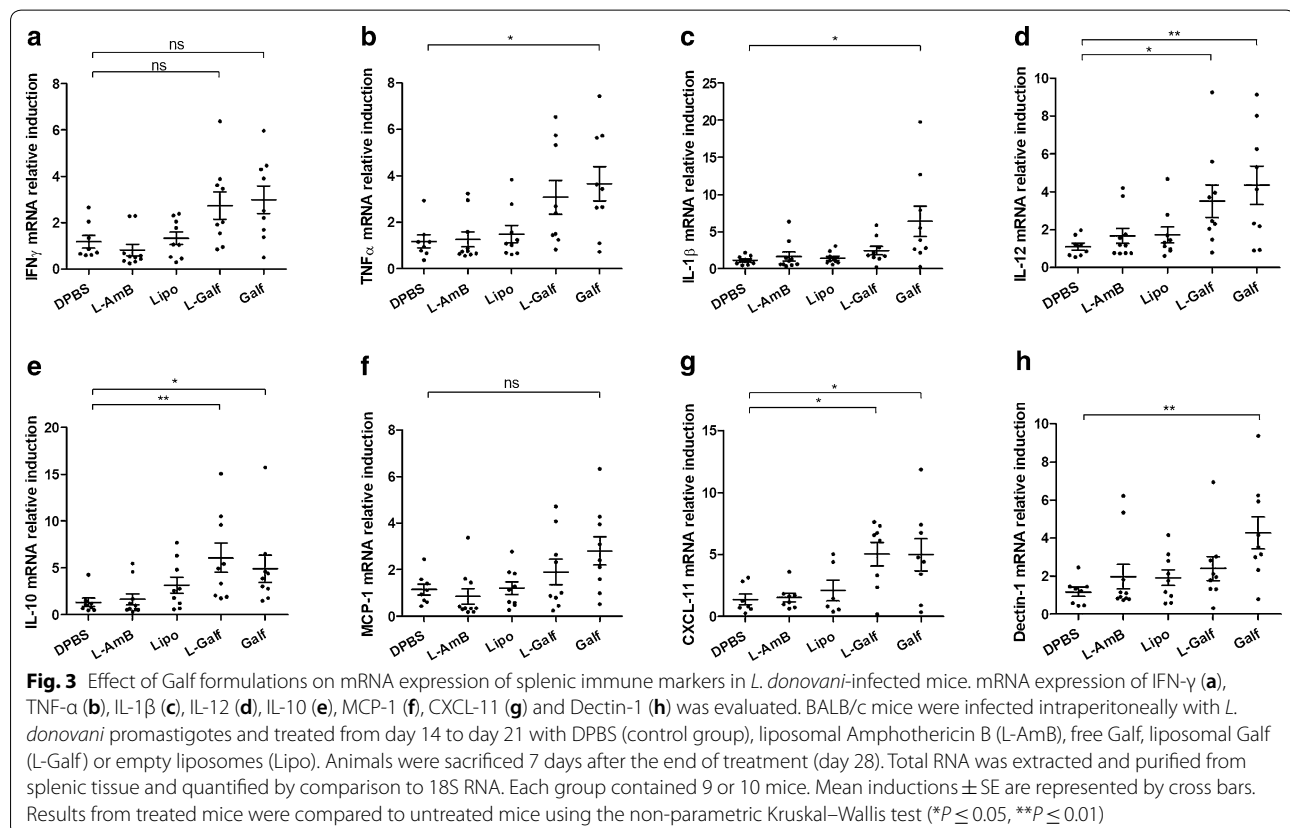 a
ns
ns
IFNγ mRNA relative induction
8
6
4
2
0
DPBS
L-AmB
Lipo
L-Galf
Galf
b
*
TNFα mRNA relative induction
8
6
4
2
0
DPBS
L-AmB
Lipo
L-Galf
Galf
c
*
IL-1β mRNA relative induction
25
20
15
10
5
0
DPBS
L-AmB
Lipo
L-Galf
Galf
d
**
*
IL-12 mRNA relative induction
10
8
6
4
2
0
DPBS
L-AmB
Lipo
L-Galf
Galf
e
*
**
IL-10 mRNA relative induction
20
15
10
5
0
DPBS
L-AmB
Lipo
L-Galf
Galf
f
ns
MCP-1 mRNA relative induction
8
6
4
2
0
DPBS
L-AmB
Lipo
L-Galf
Galf
g
*
*
CXCL-11 mRNA relative induction
15
10
5
0
DPBS
L-AmB
Lipo
L-Galf
Galf
h
**
Dectin-1 mRNA relative induction
10
8
6
4
2
0
DPBS
L-AmB
Lipo
L-Galf
Galf
Fig. 3 Effect of Galf formulations on mRNA expression of splenic immune markers in L. donovani-infected mice. mRNA expression of IFN-γ (a),
TNF-α (b), IL-1β (c), IL-12 (d), IL-10 (e), MCP-1 (f), CXCL-11 (g) and Dectin-1 (h) was evaluated. BALB/c mice were infected intraperitoneally with L.
donovani promastigotes and treated from day 14 to day 21 with DPBS (control group), liposomal Amphothericin B (L-AmB), free Galf, liposomal Galf
(L-Galf) or empty liposomes (Lipo). Animals were sacrificed 7 days after the end of treatment (day 28). Total RNA was extracted and purified from
splenic tissue and quantified by comparison to 18S RNA. Each group contained 9 or 10 mice. Mean inductions ± SE are represented by cross bars.
Results from treated mice were compared to untreated mice using the non-parametric Kruskal–Wallis test (*P ≤ 0.05, **P ≤ 0.01)